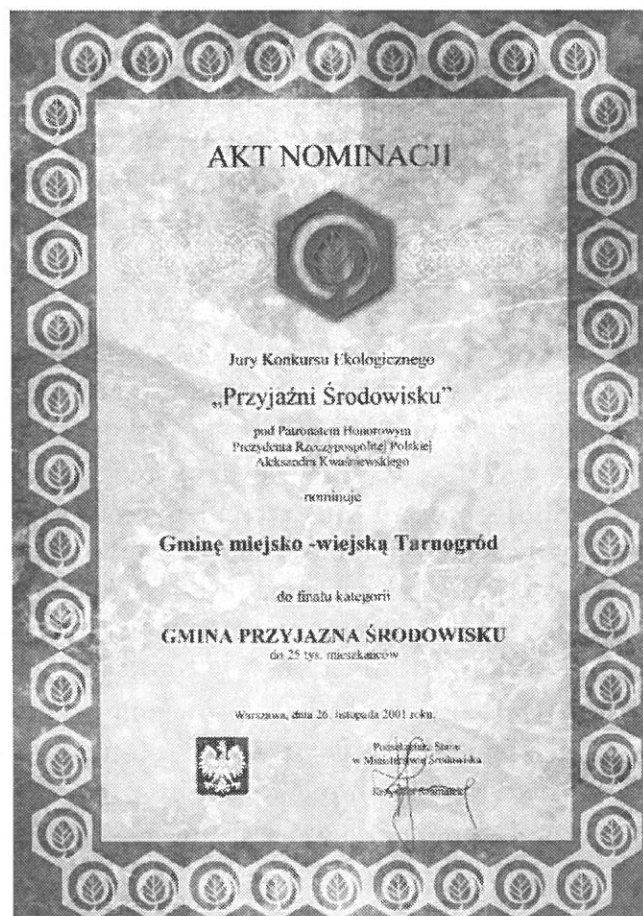 AKT NOMINACJI
Jury Konkursu Ekologicznego
„Przyjaźni Środowisku”
pod Patronatem Honorowym
Prezydenta Rzeczypospolitej Polskiej
Aleksandra Kwaśniewskiego
nominuje
Gminę miejsko -wiejską Tarnogród
do finału kategorii
GMINA PRZYJAZNA ŚRODOWISKU
do 25 tys. mieszkańców
Warszawa, dnia 26. listopada 2001 roku.
Podsekretarz Stanu
w Ministerstwie Środowiska
Krzysztof